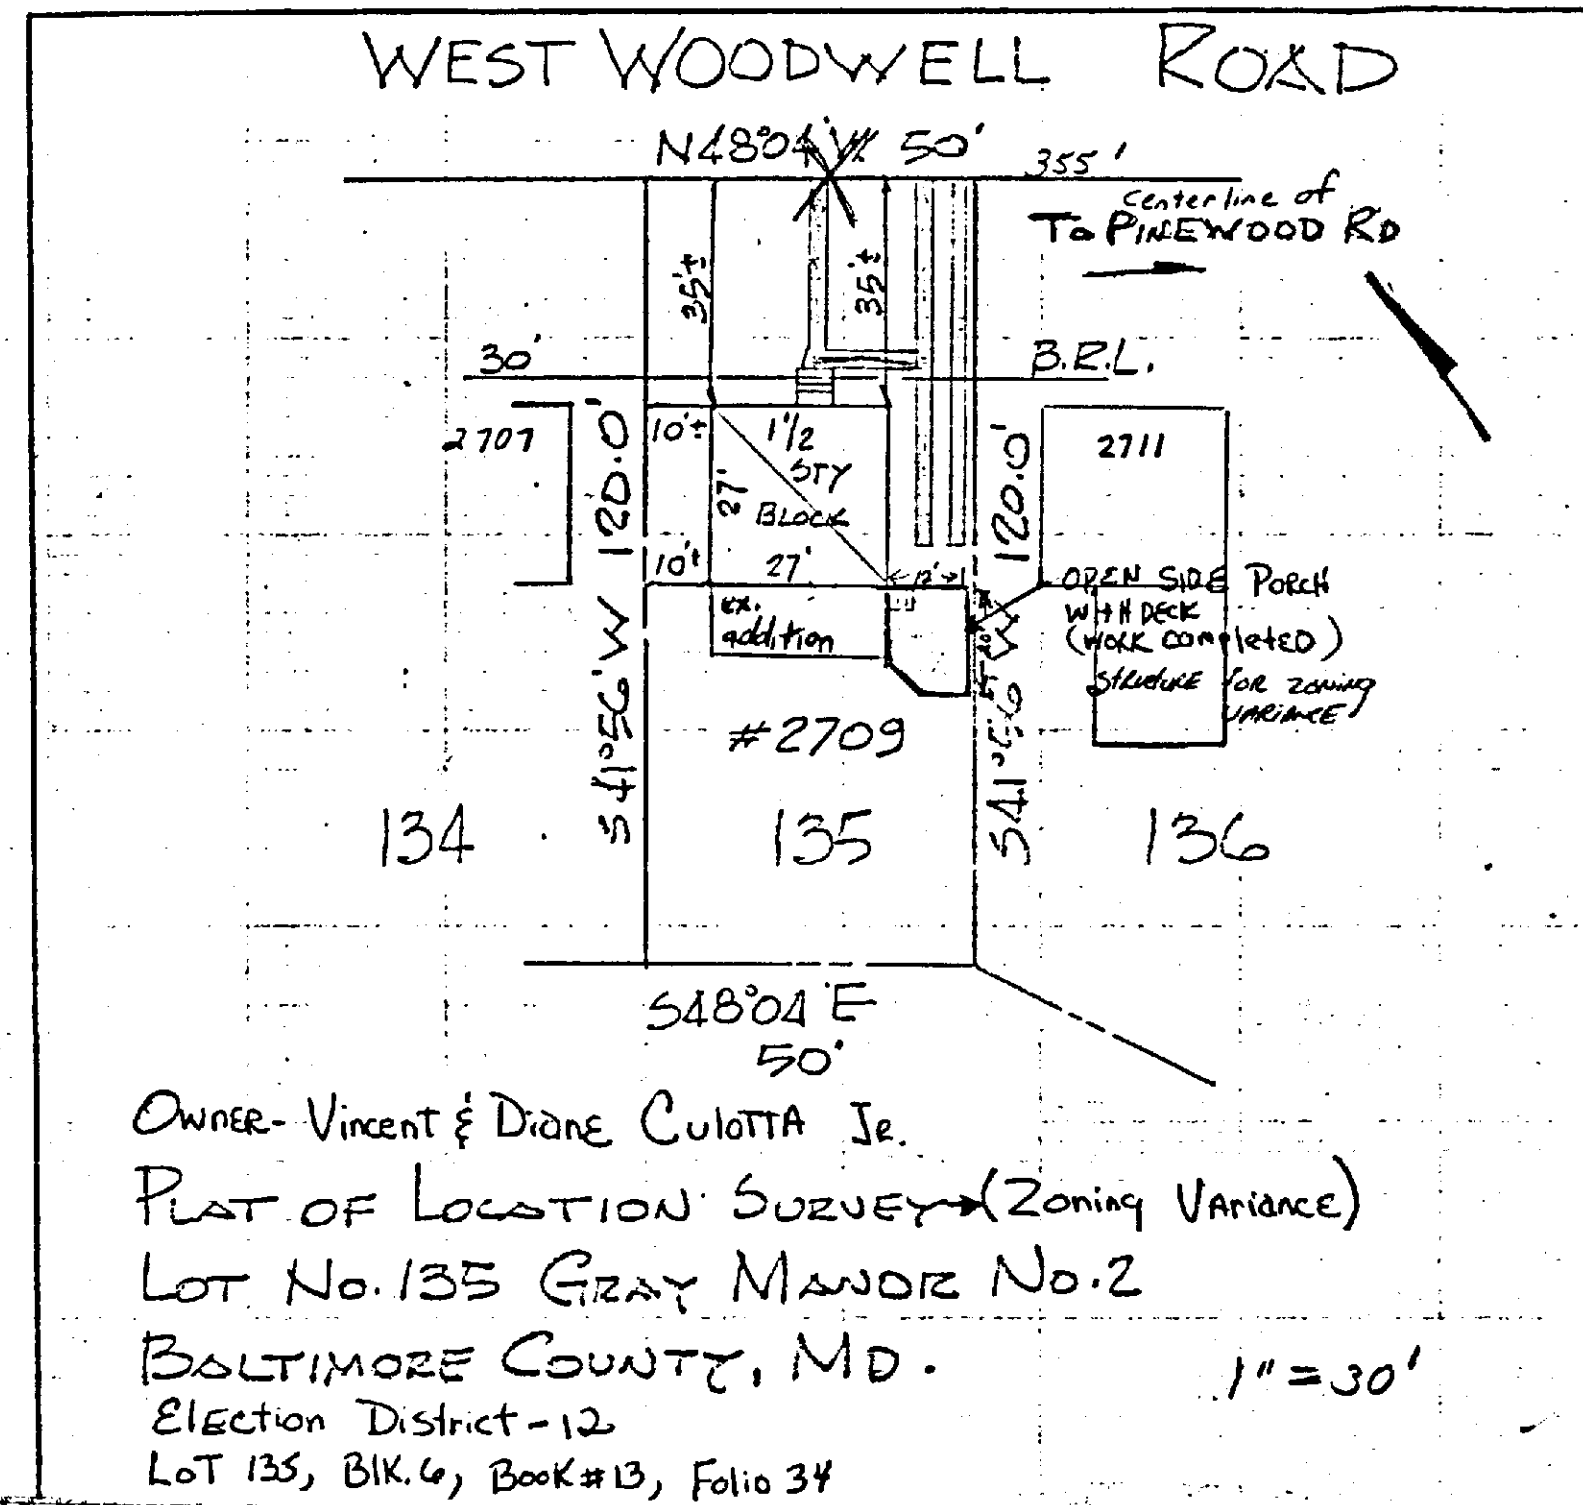 WEST WOODWELL ROAD
N48°04'W 50'
355'
centerline of
To PINEWOOD RD
35'±
35'±
30'
B.R.L.
2707
10'±
1 1/2
STY
BLOCK
27'
27'
10'±
120.0'
S41°56'W
120.0'
S41°56'W
2711
12'
ex.
addition
OPEN SIDE PORCH
WITH DECK
(WORK COMPLETED)
STRUCTURE FOR ZONING
VARIANCE
#2709
134
135
136
S48°04'E
50'
OWNER- Vincent & Diane Culotta Jr.
PLAT OF LOCATION SURVEY→(Zoning Variance)
LOT No. 135 GRAY MANOR No. 2
BALTIMORE COUNTY, MD.
1" = 30'
Election District - 12
LOT 135, Blk. 6, Book #13, Folio 34